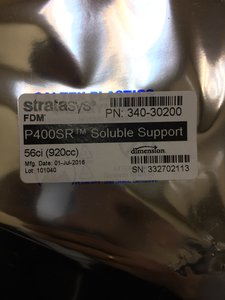 stratasys
FDM®
PN: 340-30200
P400SR™ Soluble Support
56ci (920cc)
Mfg. Date: 01-Jul-2016
Lot: 101040
dimension
SN: 332702113